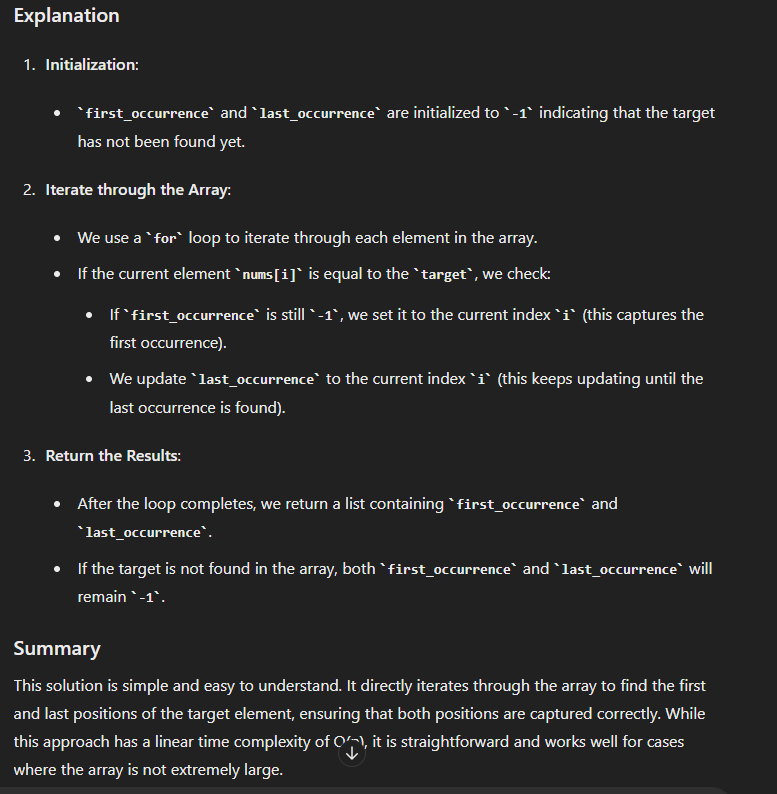 Explanation
1. Initialization:
• `first_occurrence` and `last_occurrence` are initialized to `-1` indicating that the target
has not been found yet.
2. Iterate through the Array:
• We use a `for` loop to iterate through each element in the array.
• If the current element `nums[i]` is equal to the `target`, we check:
• If `first_occurrence` is still `-1`, we set it to the current index `i` (this captures the
first occurrence).
• We update `last_occurrence` to the current index `i` (this keeps updating until the
last occurrence is found).
3. Return the Results:
• After the loop completes, we return a list containing `first_occurrence` and
`last_occurrence`.
• If the target is not found in the array, both `first_occurrence` and `last_occurrence` will
remain `-1`.
Summary
This solution is simple and easy to understand. It directly iterates through the array to find the first
and last positions of the target element, ensuring that both positions are captured correctly. While
this approach has a linear time complexity of O(n), it is straightforward and works well for cases
where the array is not extremely large.